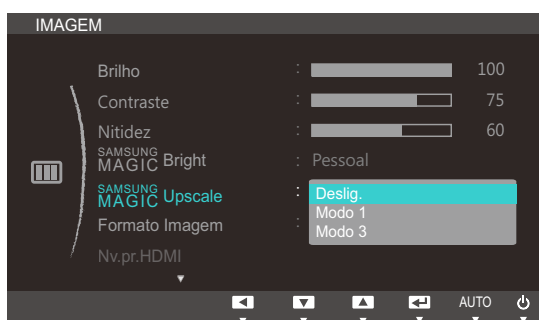 IMAGEM
Brilho : 100
Contraste : 75
Nitidez : 60
SAMSUNG MAGIC Bright : Pessoal
SAMSUNG MAGIC Upscale : Deslig.
Modo 1
Modo 3
Formato Imagem :
Nv.pr.HDMI
AUTO